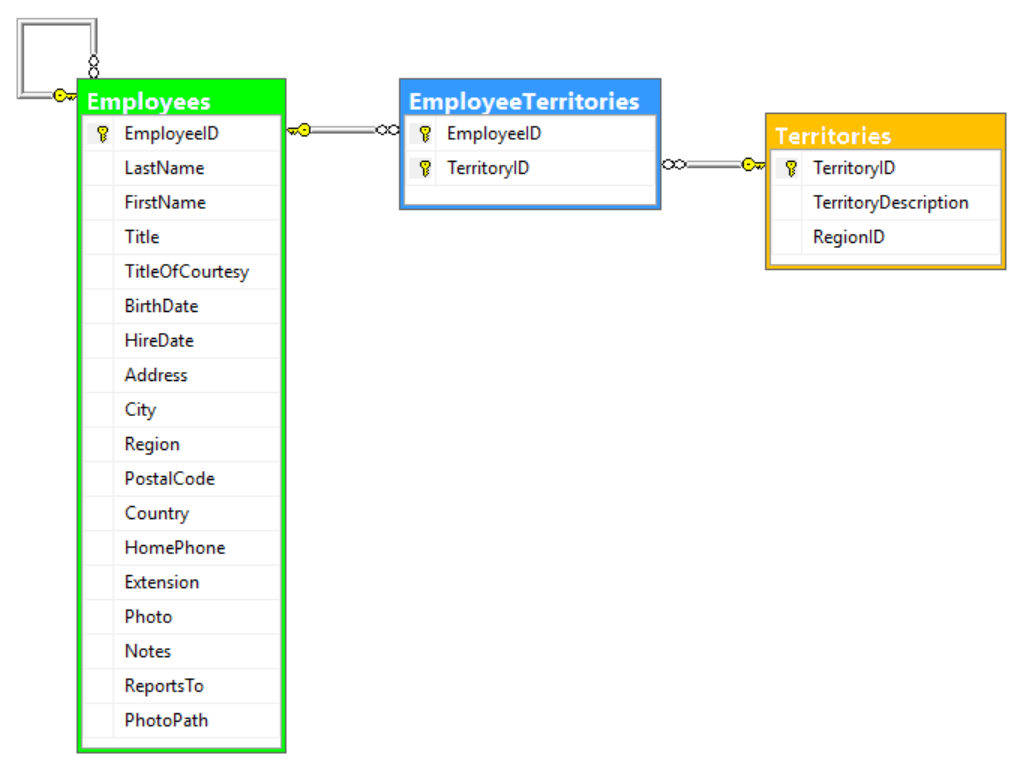 Employees
EmployeeID
LastName
FirstName
Title
TitleOfCourtesy
BirthDate
HireDate
Address
City
Region
PostalCode
Country
HomePhone
Extension
Photo
Notes
ReportsTo
PhotoPath
EmployeeTerritories
EmployeeID
TerritoryID
Territories
TerritoryID
TerritoryDescription
RegionID